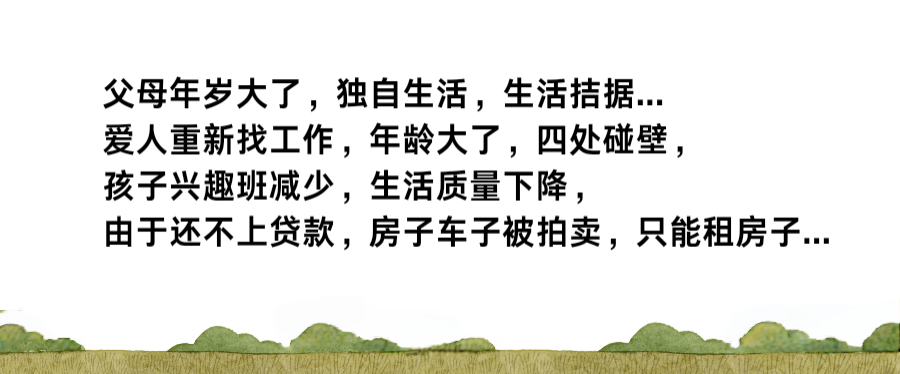 父母年岁大了，独自生活，生活拮据...
爱人重新找工作，年龄大了，四处碰壁，
孩子兴趣班减少，生活质量下降，
由于还不上贷款，房子车子被拍卖，只能租房子...